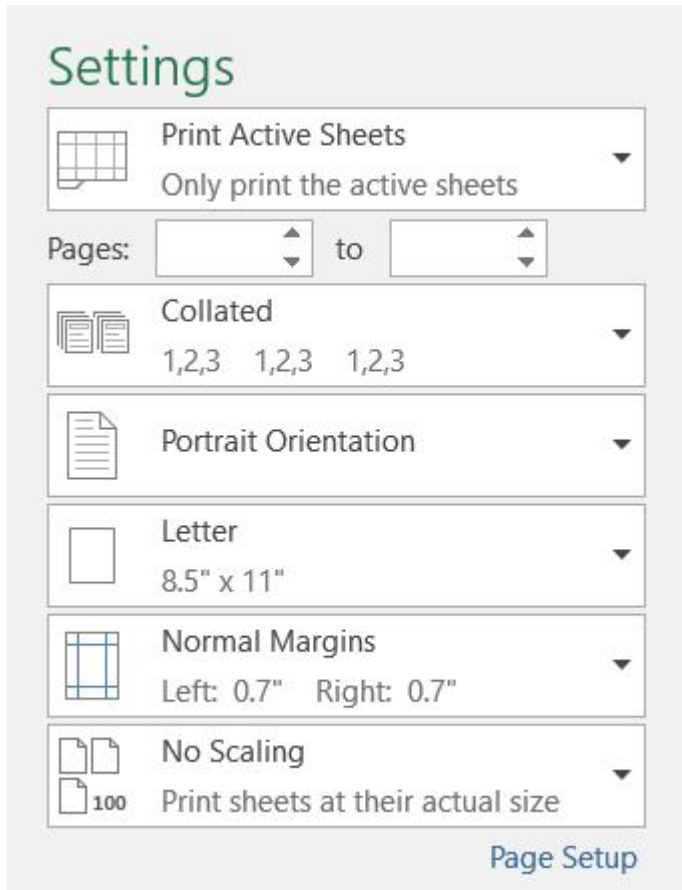 Settings
Print Active Sheets
Only print the active sheets
Pages: to
Collated
1,2,3 1,2,3 1,2,3
Portrait Orientation
Letter
8.5" x 11"
Normal Margins
Left: 0.7" Right: 0.7"
No Scaling
100 Print sheets at their actual size
Page Setup